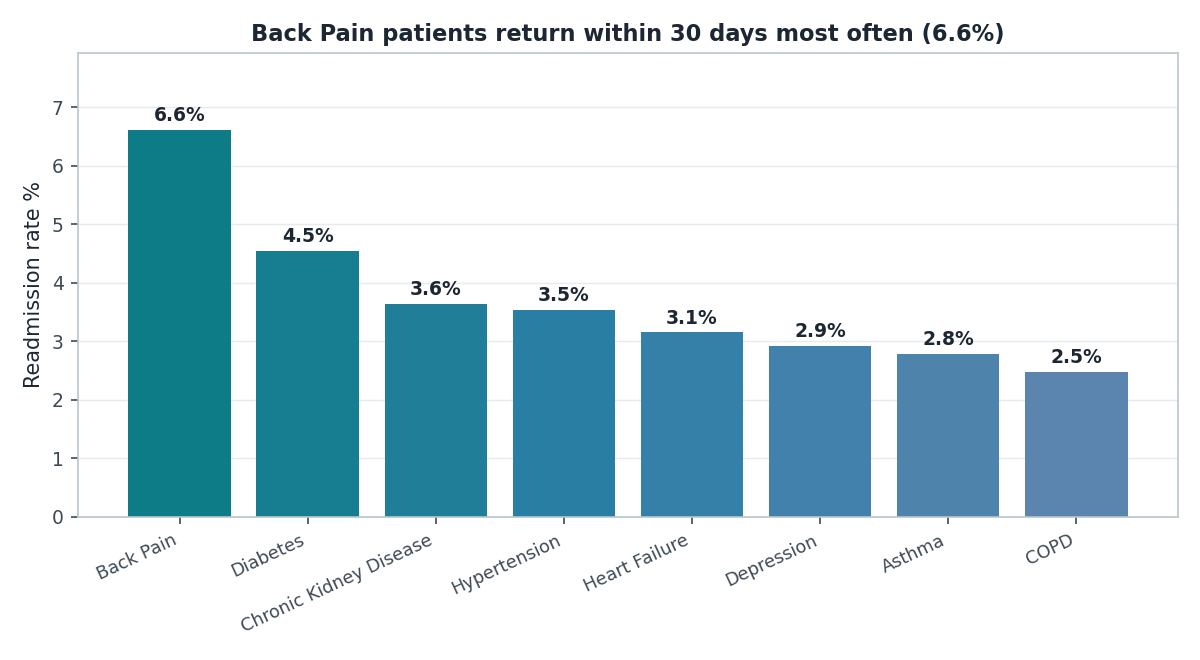 Back Pain patients return within 30 days most often (6.6%)
Readmission rate %
7
6
5
4
3
2
1
0
6.6%
4.5%
3.6%
3.5%
3.1%
2.9%
2.8%
2.5%
Back Pain
Diabetes
Chronic Kidney Disease
Hypertension
Heart Failure
Depression
Asthma
COPD